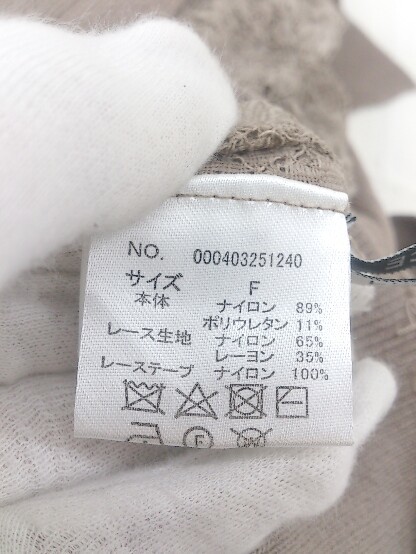 NO. 000403251240
サイズ F
本体 ナイロン 89%
ポリウレタン 11%
レース生地 ナイロン 65%
レーヨン 35%
レーステープ ナイロン 100%
F